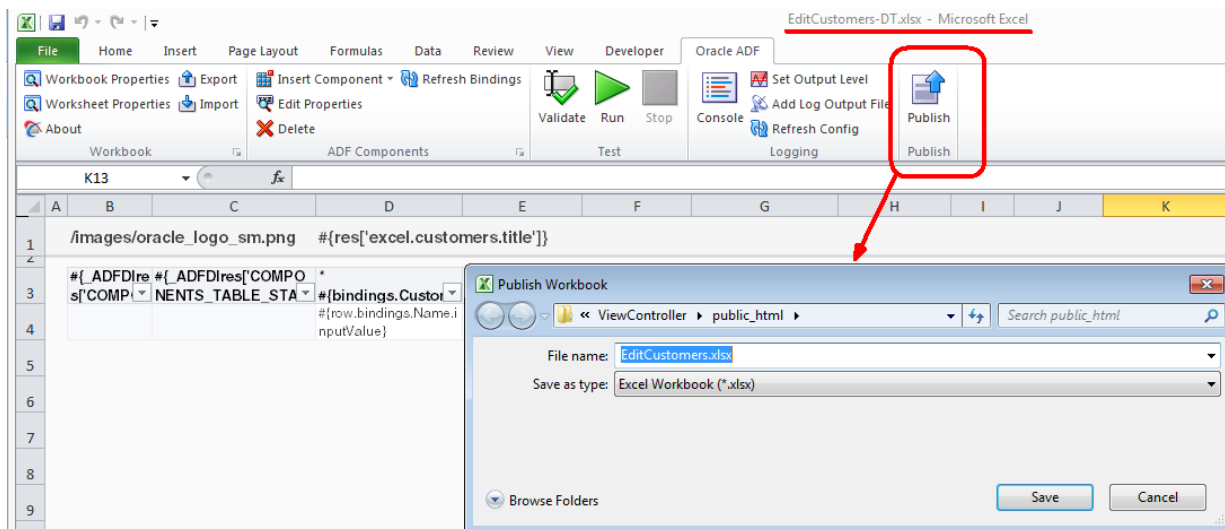 EditCustomers-DT.xlsx - Microsoft Excel
File Home Insert Page Layout Formulas Data Review View Developer Oracle ADF
Workbook Properties Export Insert Component Refresh Bindings Set Output Level
Worksheet Properties Import Edit Properties Add Log Output File
About Delete Validate Run Stop Console Refresh Config Publish
Workbook ADF Components Test Logging Publish
K13 fx
A B C D E F G H I J K
1 /images/oracle_logo_sm.png #{res['excel.customers.title']}
2
3 #{_ADFDIre s['COMP #{_ADFDIres['COMPO NENTS_TABLE_STA * #{bindings.Custor
4 #{row.bindings.Name.i nputValue}
5
6
7
8
9
Publish Workbook
« ViewController public_html Search public_html
File name: EditCustomers.xlsx
Save as type: Excel Workbook (*.xlsx)
Browse Folders Save Cancel